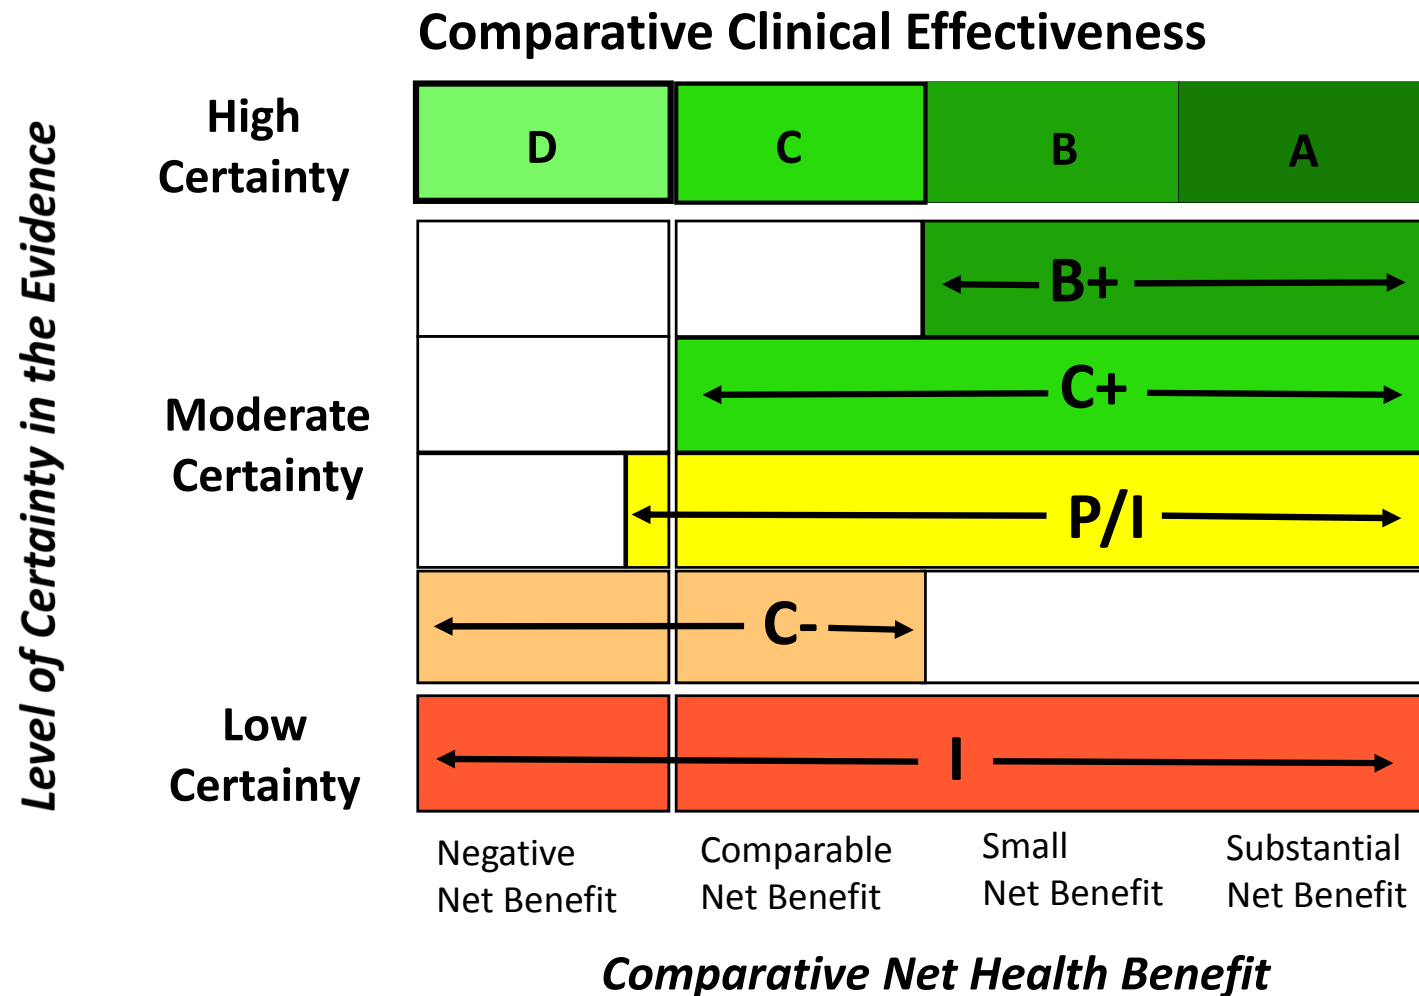 Comparative Clinical Effectiveness
Level of Certainty in the Evidence
High
Certainty
D
C
B
A
Moderate
Certainty
B+
C+
P/I
C-
Low
Certainty
I
Negative
Net Benefit
Comparable
Net Benefit
Small
Net Benefit
Substantial
Net Benefit
Comparative Net Health Benefit